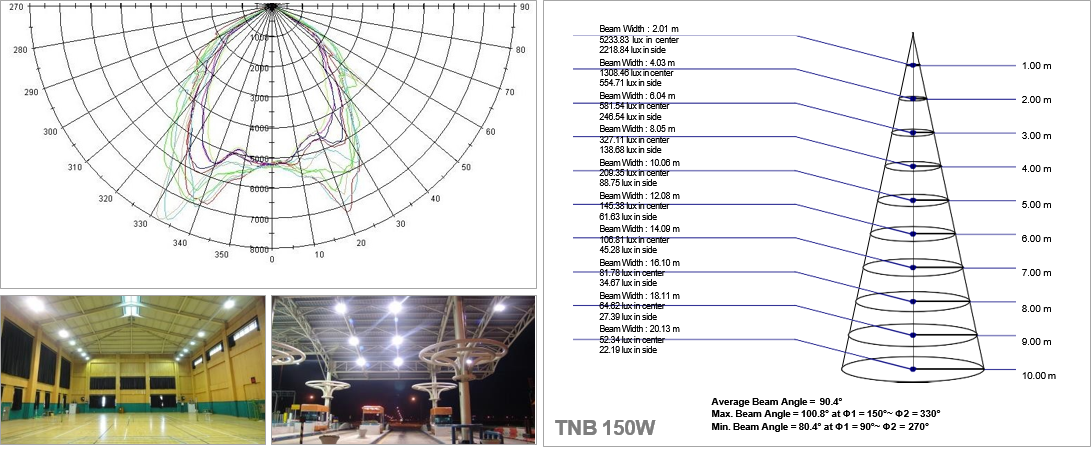 270
280
290
300
310
320
340
350
0
10
20
30
40
50
60
70
80
90
1000
2000
3000
4000
5000
6000
7000
8000
Beam Width : 2.01 m
5233.83 lux in center
2218.84 lux in side
Beam Width : 4.03 m
1308.46 lux in center
554.71 lux in side
Beam Width : 6.04 m
581.54 lux in center
246.54 lux in side
Beam Width : 8.05 m
327.11 lux in center
138.68 lux in side
Beam Width : 10.06 m
209.35 lux in center
88.75 lux in side
Beam Width : 12.08 m
145.38 lux in center
61.63 lux in side
Beam Width : 14.09 m
106.81 lux in center
45.28 lux in side
Beam Width : 16.10 m
81.78 lux in center
34.67 lux in side
Beam Width : 18.11 m
64.62 lux in center
27.39 lux in side
Beam Width : 20.13 m
52.34 lux in center
22.19 lux in side
1.00 m
2.00 m
3.00 m
4.00 m
5.00 m
6.00 m
7.00 m
8.00 m
9.00 m
10.00 m
Average Beam Angle = 90.4°
Max. Beam Angle = 100.8° at Φ1 = 150°~ Φ2 = 330°
Min. Beam Angle = 80.4° at Φ1 = 90°~ Φ2 = 270°
TNB 150W